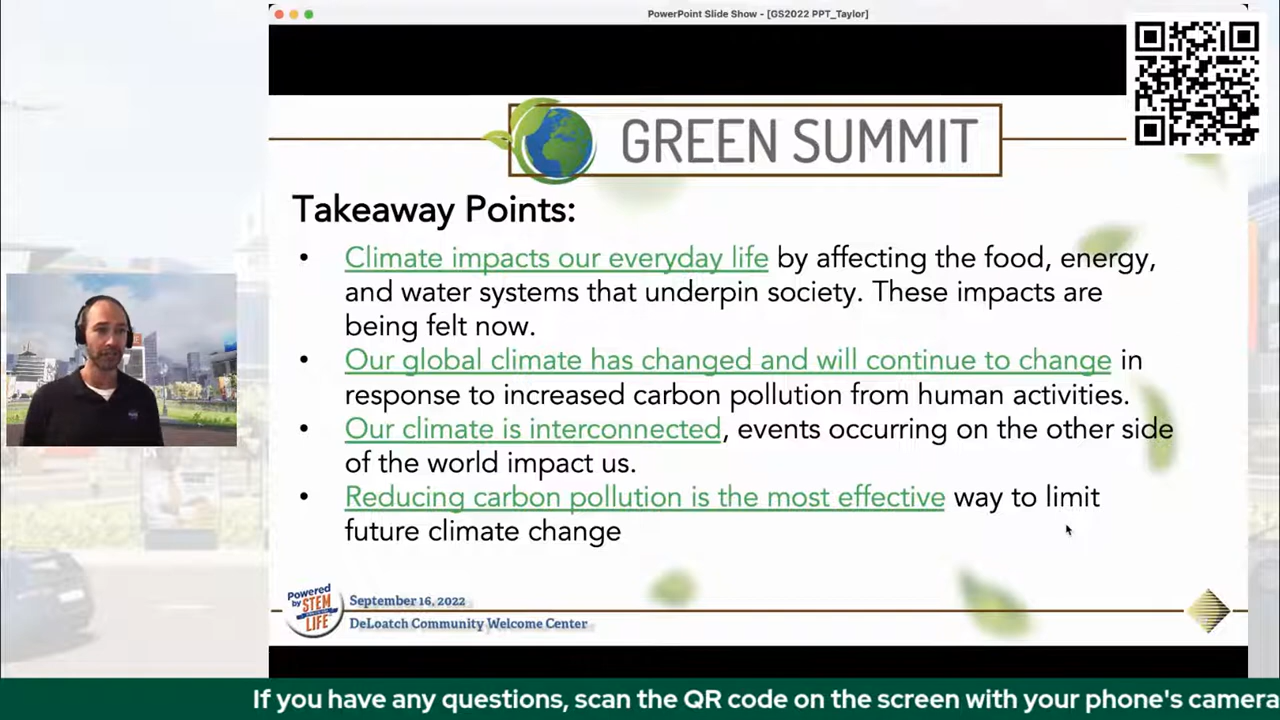 PowerPoint Slide Show - [GS2022 PPT_Taylor]
GREEN SUMMIT
Takeaway Points:
• Climate impacts our everyday life by affecting the food, energy,
and water systems that underpin society. These impacts are
being felt now.
• Our global climate has changed and will continue to change in
response to increased carbon pollution from human activities.
• Our climate is interconnected, events occurring on the other side
of the world impact us.
• Reducing carbon pollution is the most effective way to limit
future climate change
Powered
by STEM
LIFE
September 16, 2022
DeLoatch Community Welcome Center
If you have any questions, scan the QR code on the screen with your phone's camera